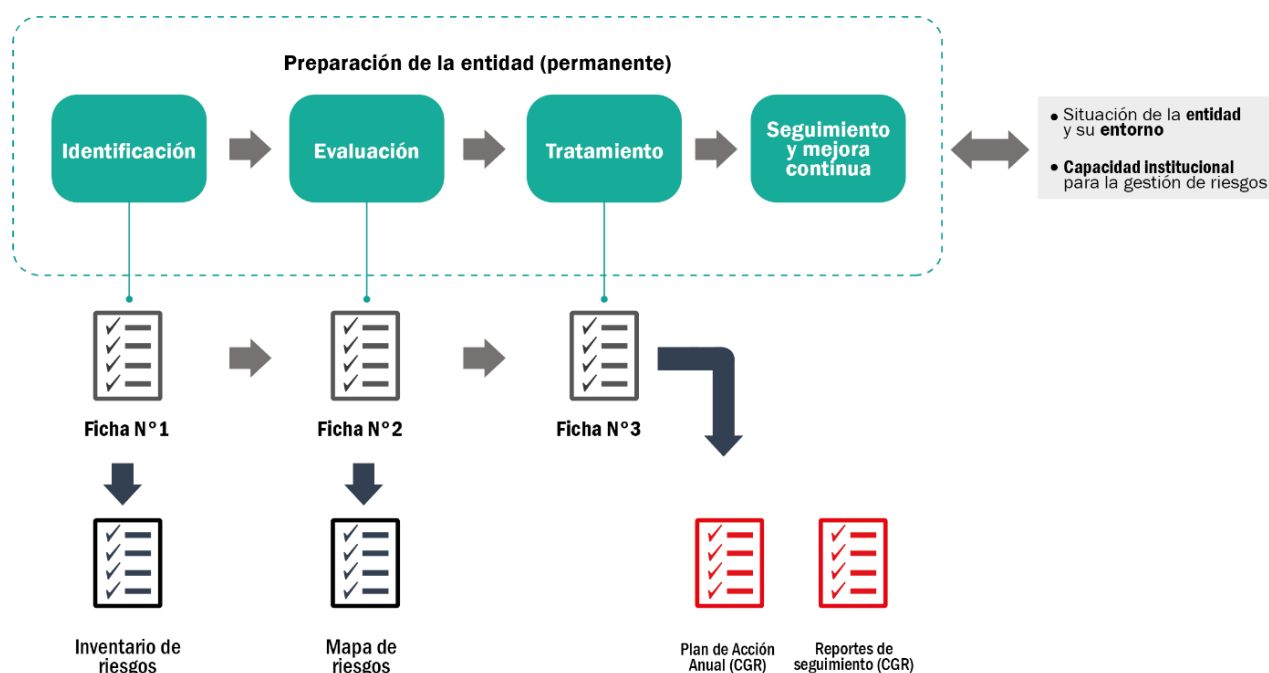 Preparación de la entidad (permanente)
Identificación
Evaluación
Tratamiento
Seguimiento
y mejora
contínua
• Situación de la entidad
y su entorno
• Capacidad institucional
para la gestión de riesgos
Ficha N°1
Ficha N°2
Ficha N°3
Inventario de
riesgos
Mapa de
riesgos
Plan de Acción
Anual (CGR)
Reportes de
seguimiento (CGR)